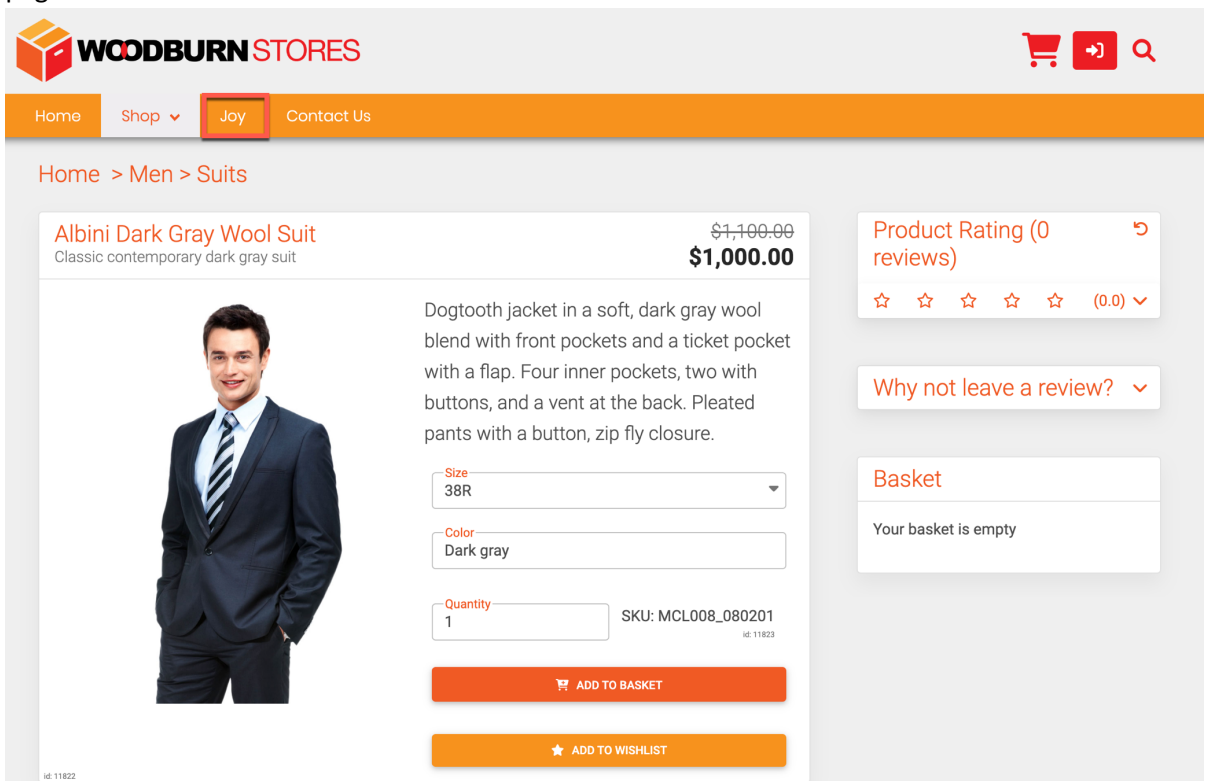 WOODBURN STORES
Home Shop Joy Contact Us
Home > Men > Suits
Albini Dark Gray Wool Suit
Classic contemporary dark gray suit
$1,100.00
$1,000.00
Dogtooth jacket in a soft, dark gray wool
blend with front pockets and a ticket pocket
with a flap. Four inner pockets, two with
buttons, and a vent at the back. Pleated
pants with a button, zip fly closure.
Size
38R
Color
Dark gray
Quantity
1
SKU: MCL008_080201
id: 11823
ADD TO BASKET
ADD TO WISHLIST
id: 11822
Product Rating (0
reviews)
(0.0)
Why not leave a review?
Basket
Your basket is empty